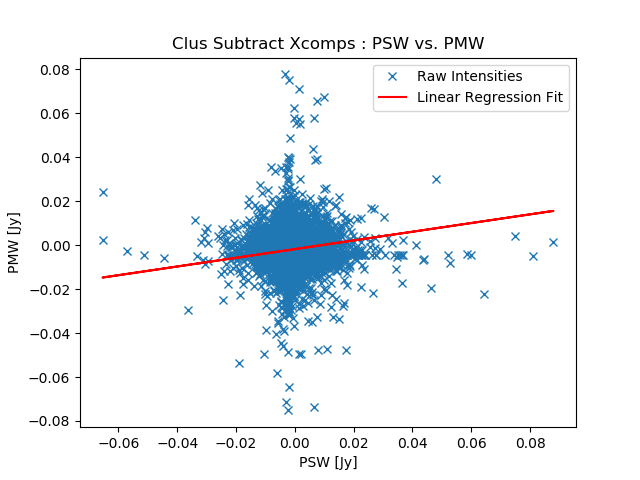 Clus Subtract Xcomps : PSW vs. PMW
Raw Intensities
Linear Regression Fit
PMW [Jy]
0.08
0.06
0.04
0.02
0.00
−0.02
−0.04
−0.06
−0.08
−0.06 −0.04 −0.02 0.00 0.02 0.04 0.06 0.08
PSW [Jy]